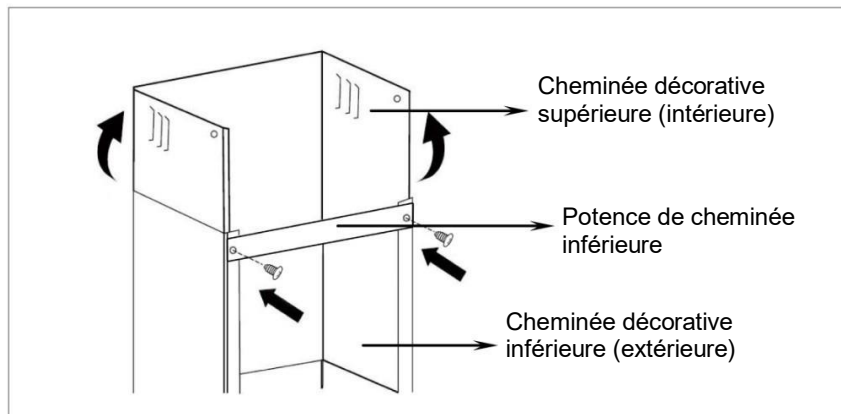 Cheminée décorative
supérieure (intérieure)
Potence de cheminée
inférieure
Cheminée décorative
inférieure (extérieure)